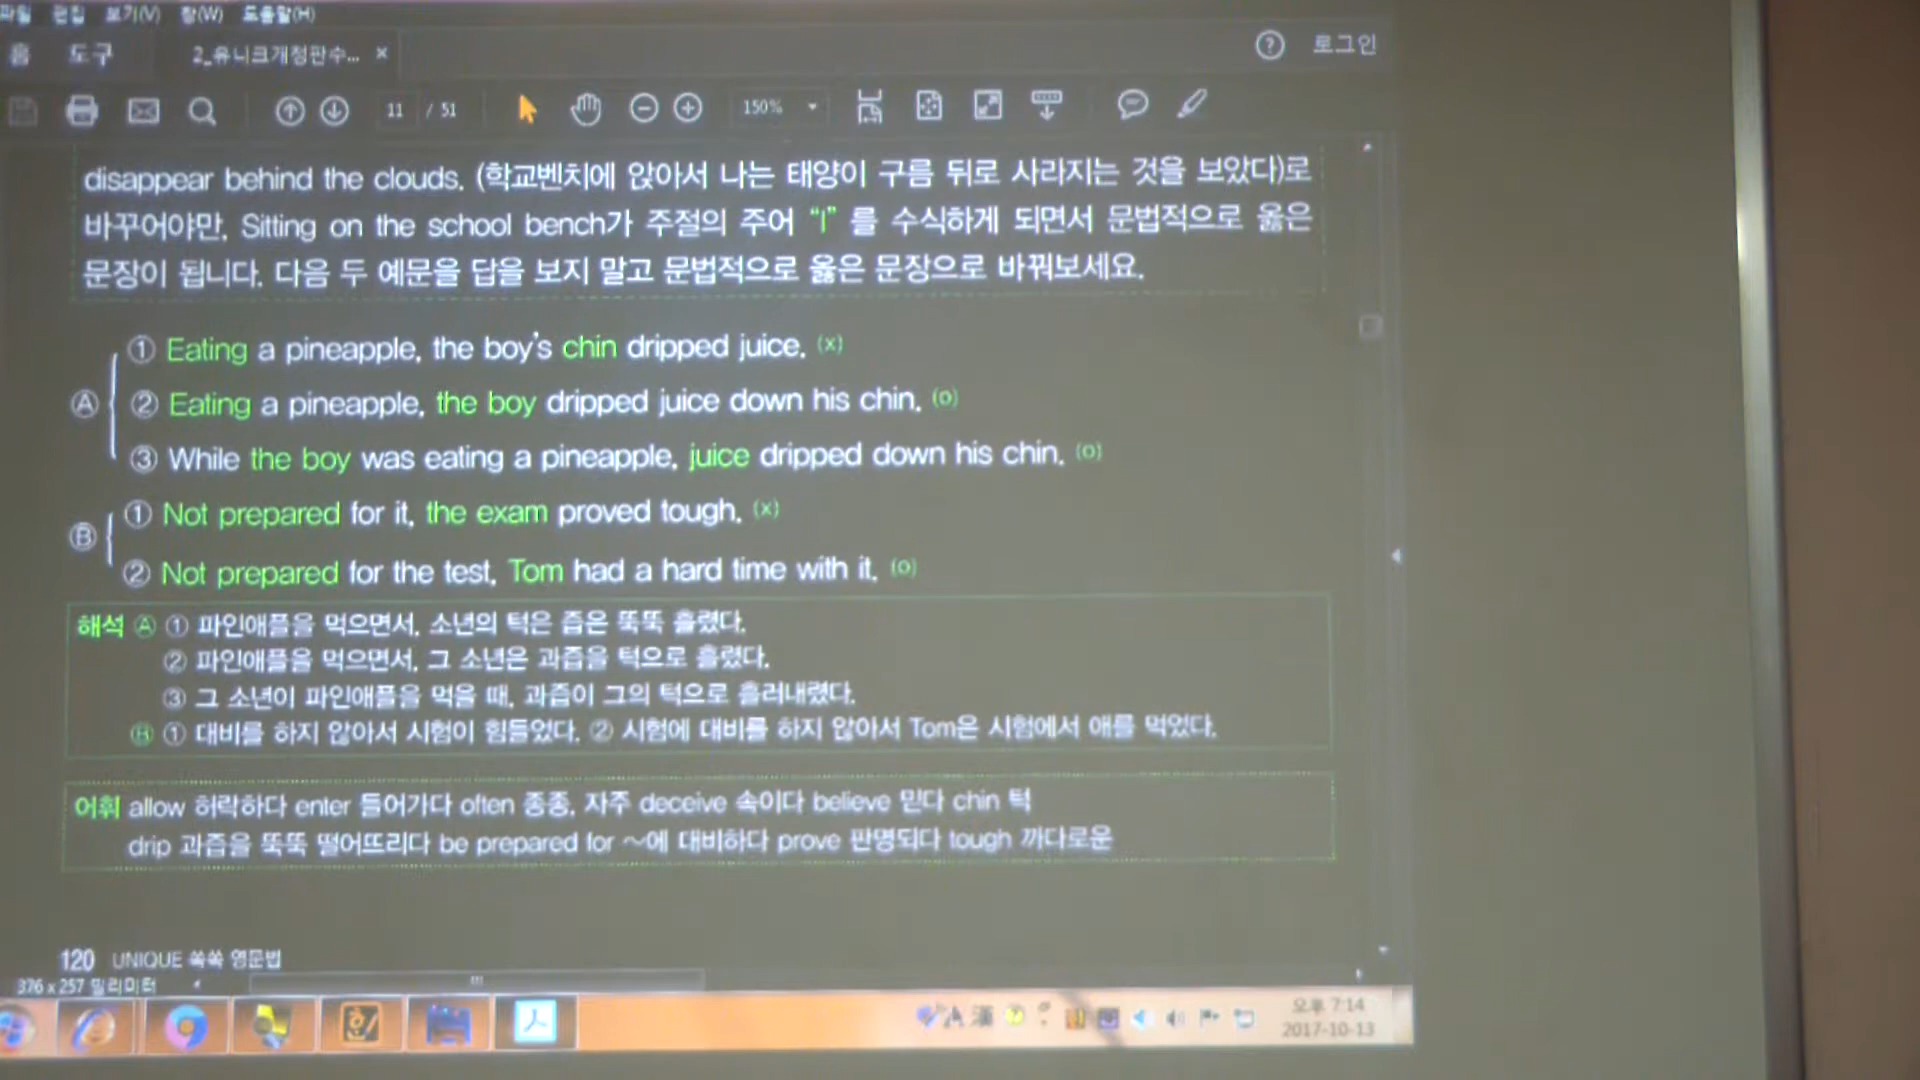 파일 편집 보기(V) 창(W) 도움말(H)
홈 도구 2_유니크개정판수... × ? 로그인
11 / 51 150%
disappear behind the clouds. (학교벤치에 앉아서 나는 태양이 구름 뒤로 사라지는 것을 보았다)로
바꾸어야만, Sitting on the school bench가 주절의 주어 “I” 를 수식하게 되면서 문법적으로 옳은
문장이 됩니다. 다음 두 예문을 답을 보지 말고 문법적으로 옳은 문장으로 바꿔보세요.
① Eating a pineapple, the boy's chin dripped juice. (x)
Ⓐ ② Eating a pineapple, the boy dripped juice down his chin. (o)
③ While the boy was eating a pineapple, juice dripped down his chin. (o)
① Not prepared for it, the exam proved tough. (x)
Ⓑ
② Not prepared for the test, Tom had a hard time with it. (o)
해석 Ⓐ ① 파인애플을 먹으면서, 소년의 턱은 즙은 뚝뚝 흘렸다.
② 파인애플을 먹으면서, 그 소년은 과즙을 턱으로 흘렸다.
③ 그 소년이 파인애플을 먹을 때, 과즙이 그의 턱으로 흘러내렸다.
Ⓑ ① 대비를 하지 않아서 시험이 힘들었다. ② 시험에 대비를 하지 않아서 Tom은 시험에서 애를 먹었다.
어휘 allow 허락하다 enter 들어가다 often 종종, 자주 deceive 속이다 believe 믿다 chin 턱
drip 과즙을 뚝뚝 떨어뜨리다 be prepared for ~에 대비하다 prove 판명되다 tough 까다로운
120 UNIQUE 쏙쏙 영문법
376 x 257 밀리미터
A 漢 오후 7:14
2017-10-13